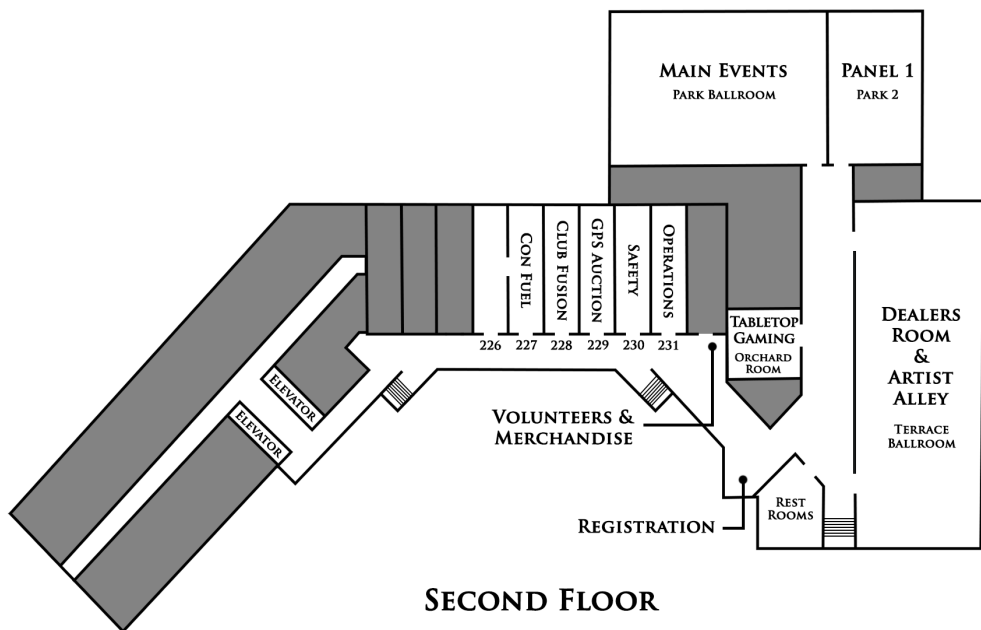 MAIN EVENTS
PARK BALLROOM
PANEL 1
PARK 2
CON FUEL
CLUB FUSION
GPS AUCTION
SAFETY
OPERATIONS
226
227
228
229
230
231
TABLETOP
GAMING
ORCHARD
ROOM
DEALERS
ROOM
&
ARTIST
ALLEY
TERRACE
BALLROOM
ELEVATOR
ELEVATOR
VOLUNTEERS &
MERCHANDISE
REGISTRATION
REST
ROOMS
SECOND FLOOR